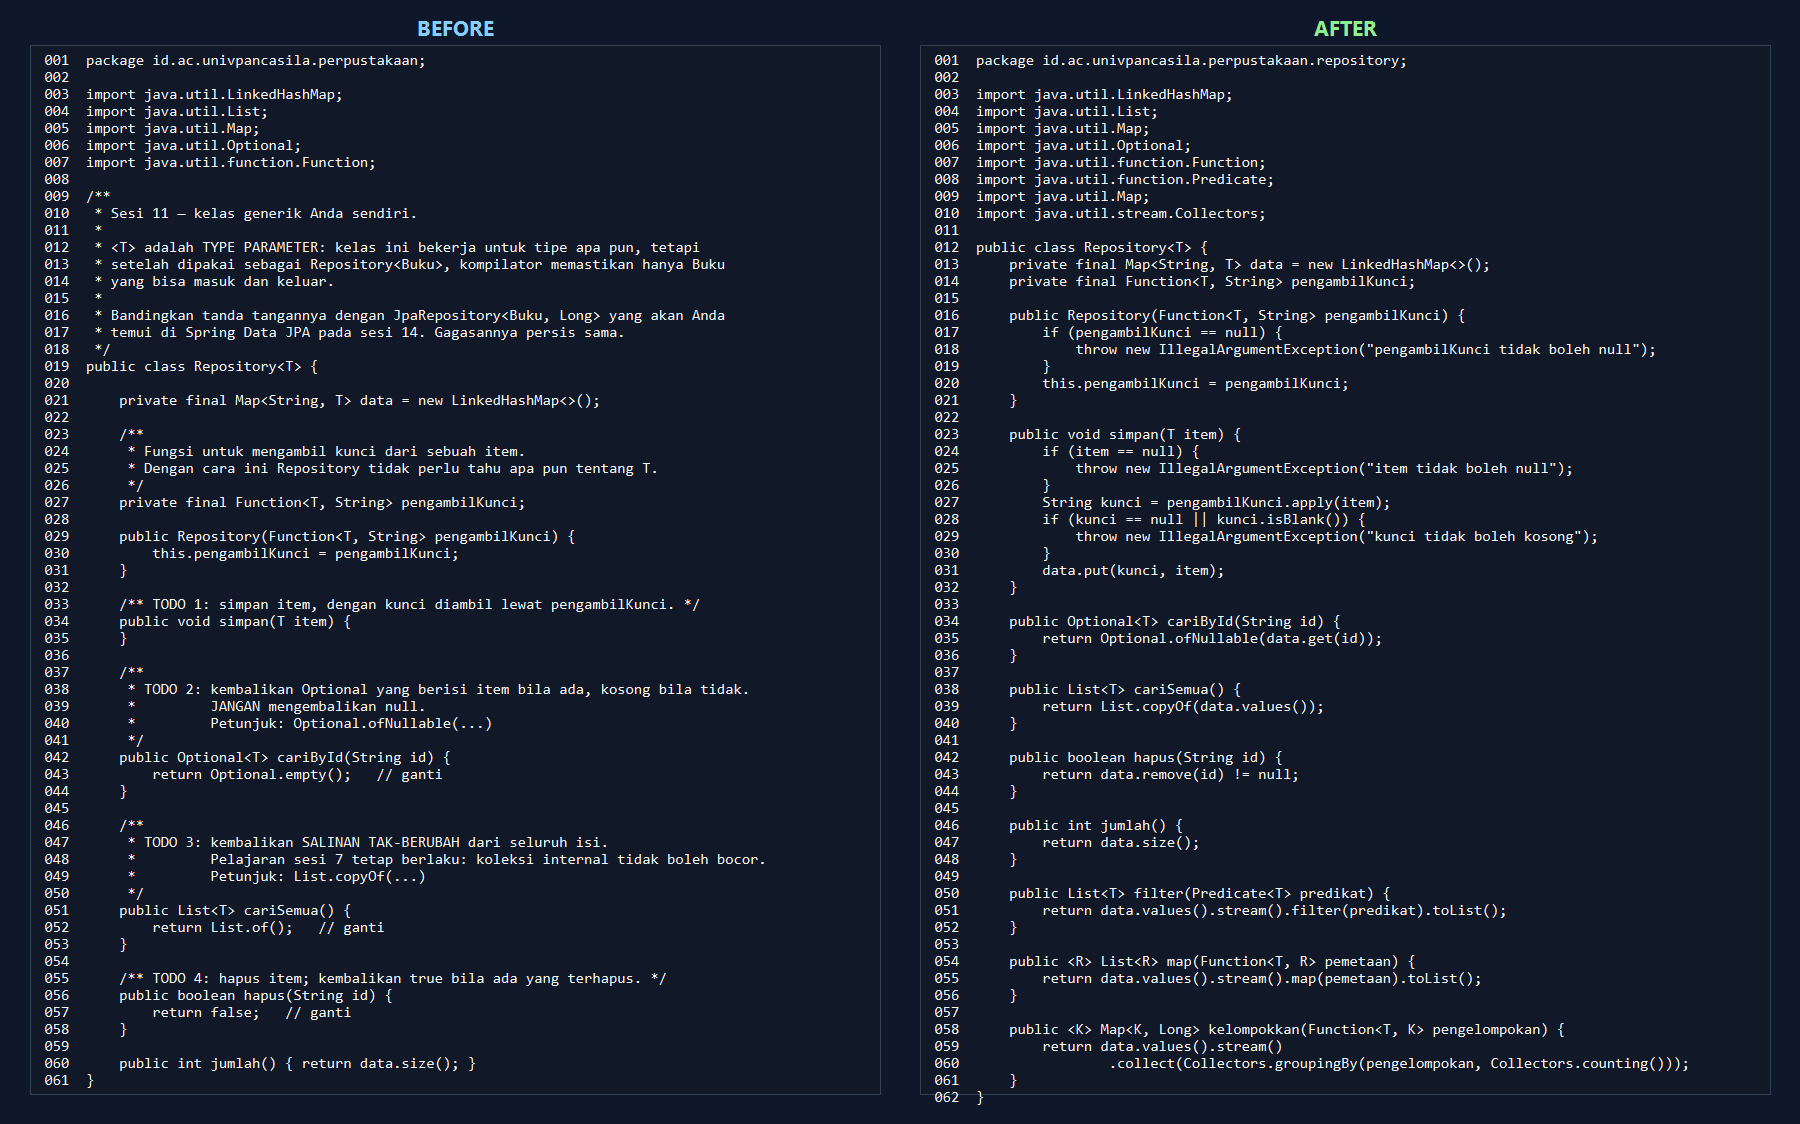 BEFORE
001 package id.ac.univpancasila.perpustakaan;
002
003 import java.util.LinkedHashMap;
004 import java.util.List;
005 import java.util.Map;
006 import java.util.Optional;
007 import java.util.function.Function;
008
009 /**
010  * Sesi 11 — kelas generik Anda sendiri.
011  *
012  * <T> adalah TYPE PARAMETER: kelas ini bekerja untuk tipe apa pun, tetapi
013  * setelah dipakai sebagai Repository<Buku>, kompilator memastikan hanya Buku
014  * yang bisa masuk dan keluar.
015  *
016  * Bandingkan tanda tangannya dengan JpaRepository<Buku, Long> yang akan Anda
017  * temui di Spring Data JPA pada sesi 14. Gagasannya persis sama.
018  */
019 public class Repository<T> {
020
021     private final Map<String, T> data = new LinkedHashMap<>();
022
023     /**
024      * Fungsi untuk mengambil kunci dari sebuah item.
025      * Dengan cara ini Repository tidak perlu tahu apa pun tentang T.
026      */
027     private final Function<T, String> pengambilKunci;
028
029     public Repository(Function<T, String> pengambilKunci) {
030         this.pengambilKunci = pengambilKunci;
031     }
032
033     /** TODO 1: simpan item, dengan kunci diambil lewat pengambilKunci. */
034     public void simpan(T item) {
035     }
036
037     /**
038      * TODO 2: kembalikan Optional yang berisi item bila ada, kosong bila tidak.
039      *         JANGAN mengembalikan null.
040      *         Petunjuk: Optional.ofNullable(...)
041      */
042     public Optional<T> cariById(String id) {
043         return Optional.empty();   // ganti
044     }
045
046     /**
047      * TODO 3: kembalikan SALINAN TAK-BERUBAH dari seluruh isi.
048      *         Pelajaran sesi 7 tetap berlaku: koleksi internal tidak boleh bocor.
049      *         Petunjuk: List.copyOf(...)
050      */
051     public List<T> cariSemua() {
052         return List.of();   // ganti
053     }
054
055     /** TODO 4: hapus item; kembalikan true bila ada yang terhapus. */
056     public boolean hapus(String id) {
057         return false;   // ganti
058     }
059
060     public int jumlah() { return data.size(); }
061 }
AFTER
001 package id.ac.univpancasila.perpustakaan.repository;
002
003 import java.util.LinkedHashMap;
004 import java.util.List;
005 import java.util.Map;
006 import java.util.Optional;
007 import java.util.function.Function;
008 import java.util.function.Predicate;
009 import java.util.Map;
010 import java.util.stream.Collectors;
011
012 public class Repository<T> {
013     private final Map<String, T> data = new LinkedHashMap<>();
014     private final Function<T, String> pengambilKunci;
015
016     public Repository(Function<T, String> pengambilKunci) {
017         if (pengambilKunci == null) {
018             throw new IllegalArgumentException("pengambilKunci tidak boleh null");
019         }
020         this.pengambilKunci = pengambilKunci;
021     }
022
023     public void simpan(T item) {
024         if (item == null) {
025             throw new IllegalArgumentException("item tidak boleh null");
026         }
027         String kunci = pengambilKunci.apply(item);
028         if (kunci == null || kunci.isBlank()) {
029             throw new IllegalArgumentException("kunci tidak boleh kosong");
030         }
031         data.put(kunci, item);
032     }
033
034     public Optional<T> cariById(String id) {
035         return Optional.ofNullable(data.get(id));
036     }
037
038     public List<T> cariSemua() {
039         return List.copyOf(data.values());
040     }
041
042     public boolean hapus(String id) {
043         return data.remove(id) != null;
044     }
045
046     public int jumlah() {
047         return data.size();
048     }
049
050     public List<T> filter(Predicate<T> predikat) {
051         return data.values().stream().filter(predikat).toList();
052     }
053
054     public <R> List<R> map(Function<T, R> pemetaan) {
055         return data.values().stream().map(pemetaan).toList();
056     }
057
058     public <K> Map<K, Long> kelompokkan(Function<T, K> pengelompokan) {
059         return data.values().stream()
060                 .collect(Collectors.groupingBy(pengelompokan, Collectors.counting()));
061     }
062 }